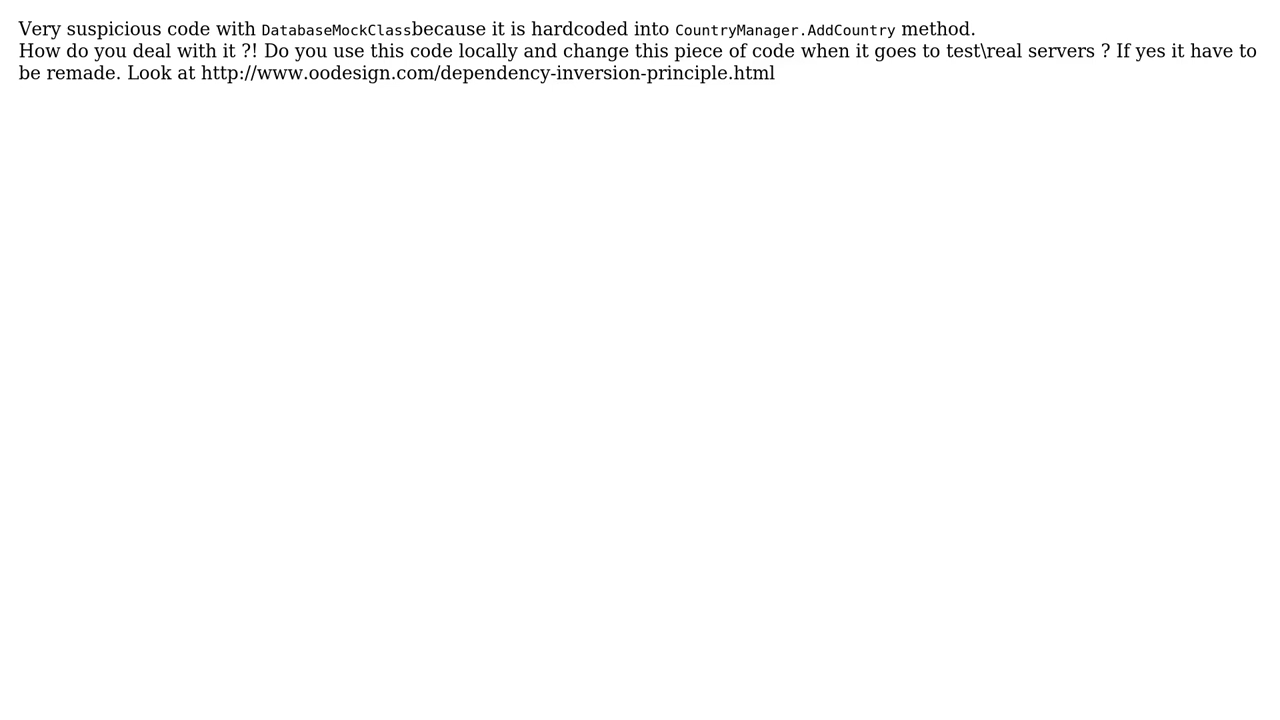 Very suspicious code with DatabaseMockClassbecause it is hardcoded into CountryManager.AddCountry method.
How do you deal with it ?! Do you use this code locally and change this piece of code when it goes to test\real servers ? If yes it have to
be remade. Look at http://www.oodesign.com/dependency-inversion-principle.html